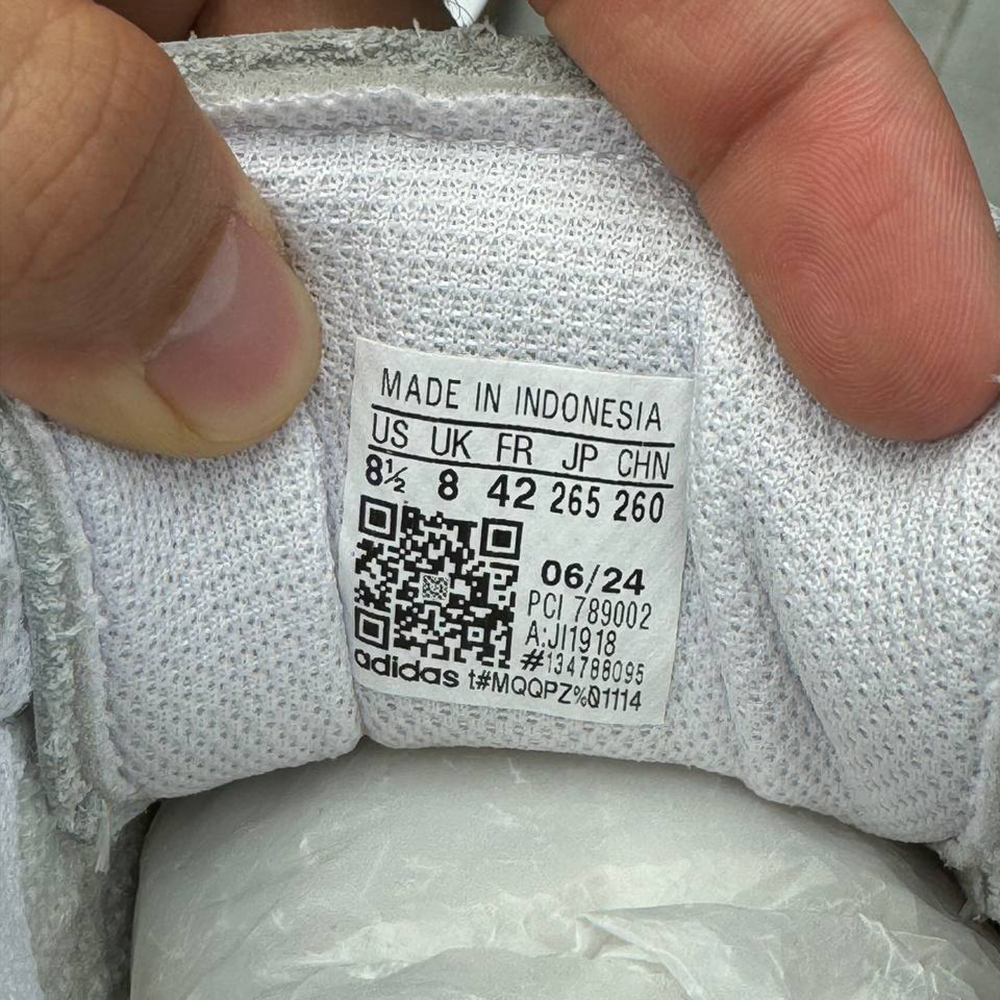 MADE IN INDONESIA
US UK FR JP CHN
8½ 8 42 265 260
06/24
PCI 789002
A:JI1918
#134788095
adidas t#MQQPZ%Q1114